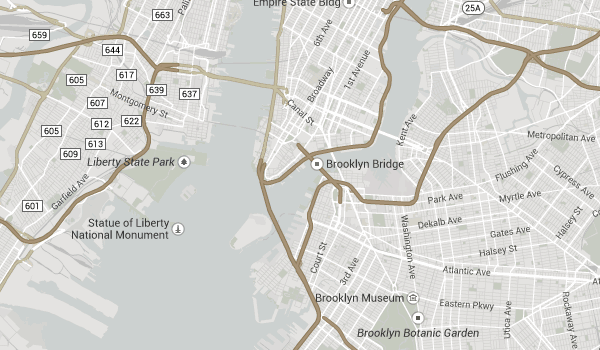 Empire State Bldg
25A
663
659
6th Ave
644
1st Avenue
617
605
Broadway
639
637
607
Montgomery St
Canal St
622
612
605
Kent Ave
613
Metropolitan Ave
609
Liberty State Park
Brooklyn Bridge
Flushing Ave
Cypress Ave
Garfield Ave
Park Ave
Myrtle Ave
601
Dekalb Ave
Gates Ave
Halsey St
Statue of Liberty
National Monument
Washington Ave
Halsey St
Court St
3rd Ave
Atlantic Ave
Brooklyn Museum
Eastern Pkwy
Utica Ave
Rockaway Ave
Brooklyn Botanic Garden